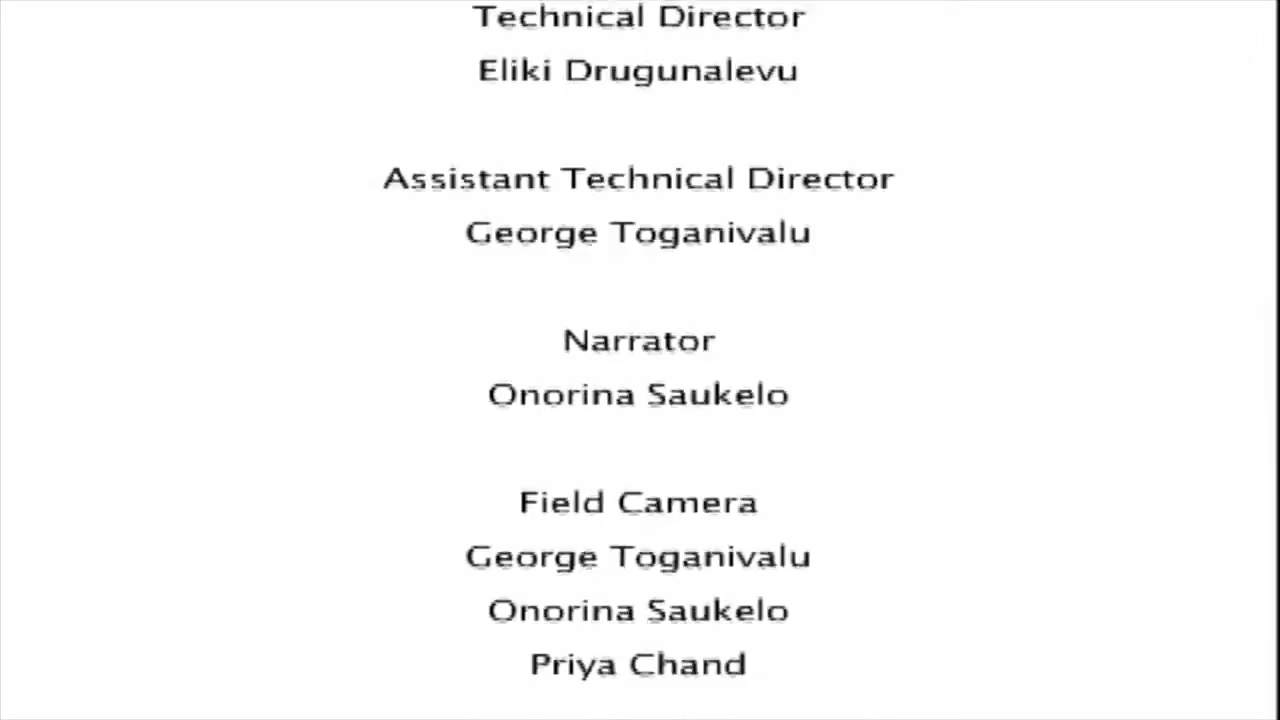 Technical Director
Eliki Drugunalevu
Assistant Technical Director
George Toganivalu
Narrator
Onorina Saukelo
Field Camera
George Toganivalu
Onorina Saukelo
Priya Chand